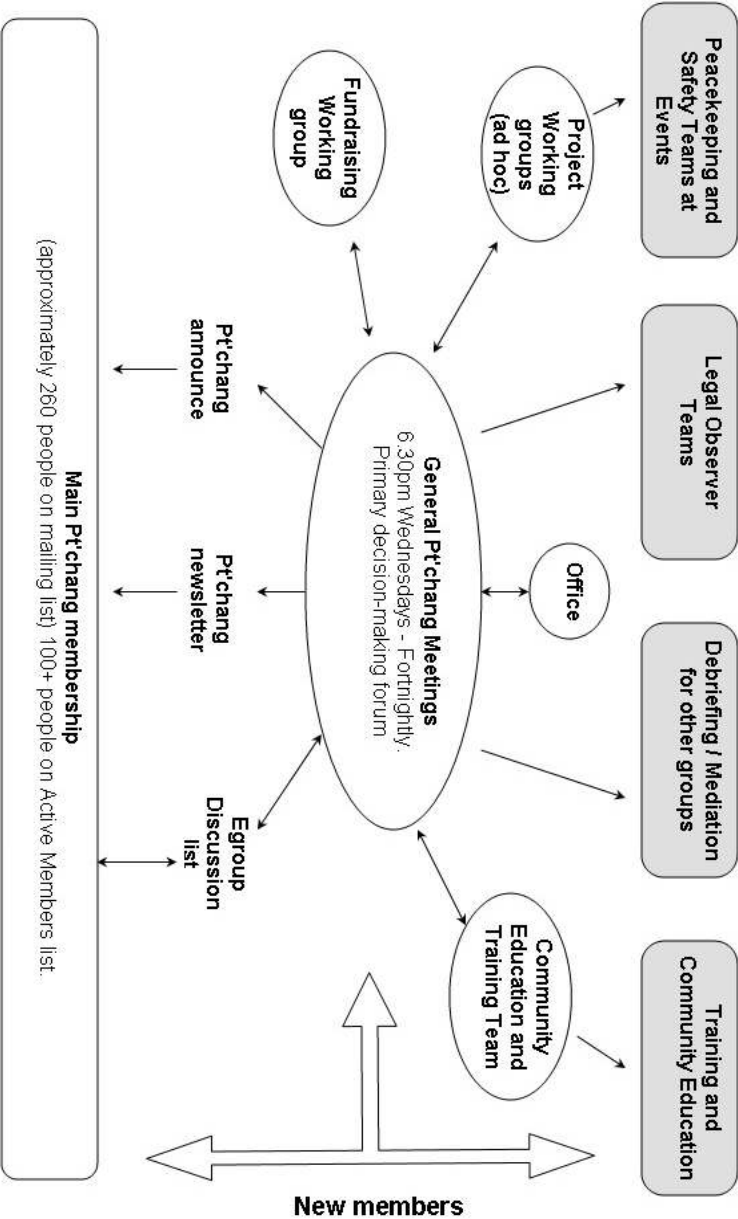 Peacekeeping and
Safety Teams at
Events
Legal Observer
Teams
Debriefing / Mediation
for other groups
Training and
Community Education
Project
Working
groups
(ad hoc)
Office
Community
Education and
Training Team
Fundraising
Working
group
General Pt'chang Meetings
6.30pm Wednesdays - Fortnightly.
Primary decision-making forum
Pt'chang
announce
Pt'chang
newsletter
Egroup
Discussion
list
Main Pt'chang membership
(approximately 260 people on mailing list) 100+ people on Active Members list.
New members